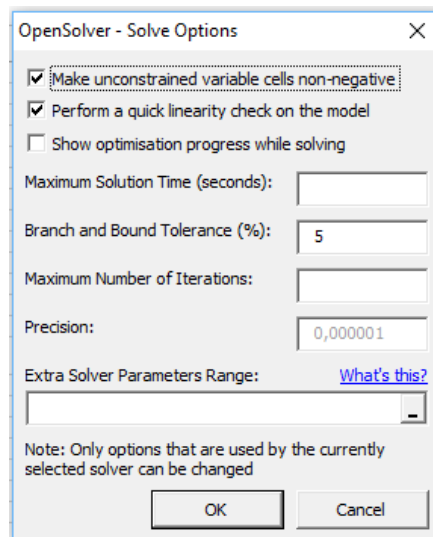 OpenSolver - Solve Options
Make unconstrained variable cells non-negative
Perform a quick linearity check on the model
Show optimisation progress while solving
Maximum Solution Time (seconds):
Branch and Bound Tolerance (%): 5
Maximum Number of Iterations:
Precision: 0,000001
Extra Solver Parameters Range: What's this?
Note: Only options that are used by the currently
selected solver can be changed
OK Cancel